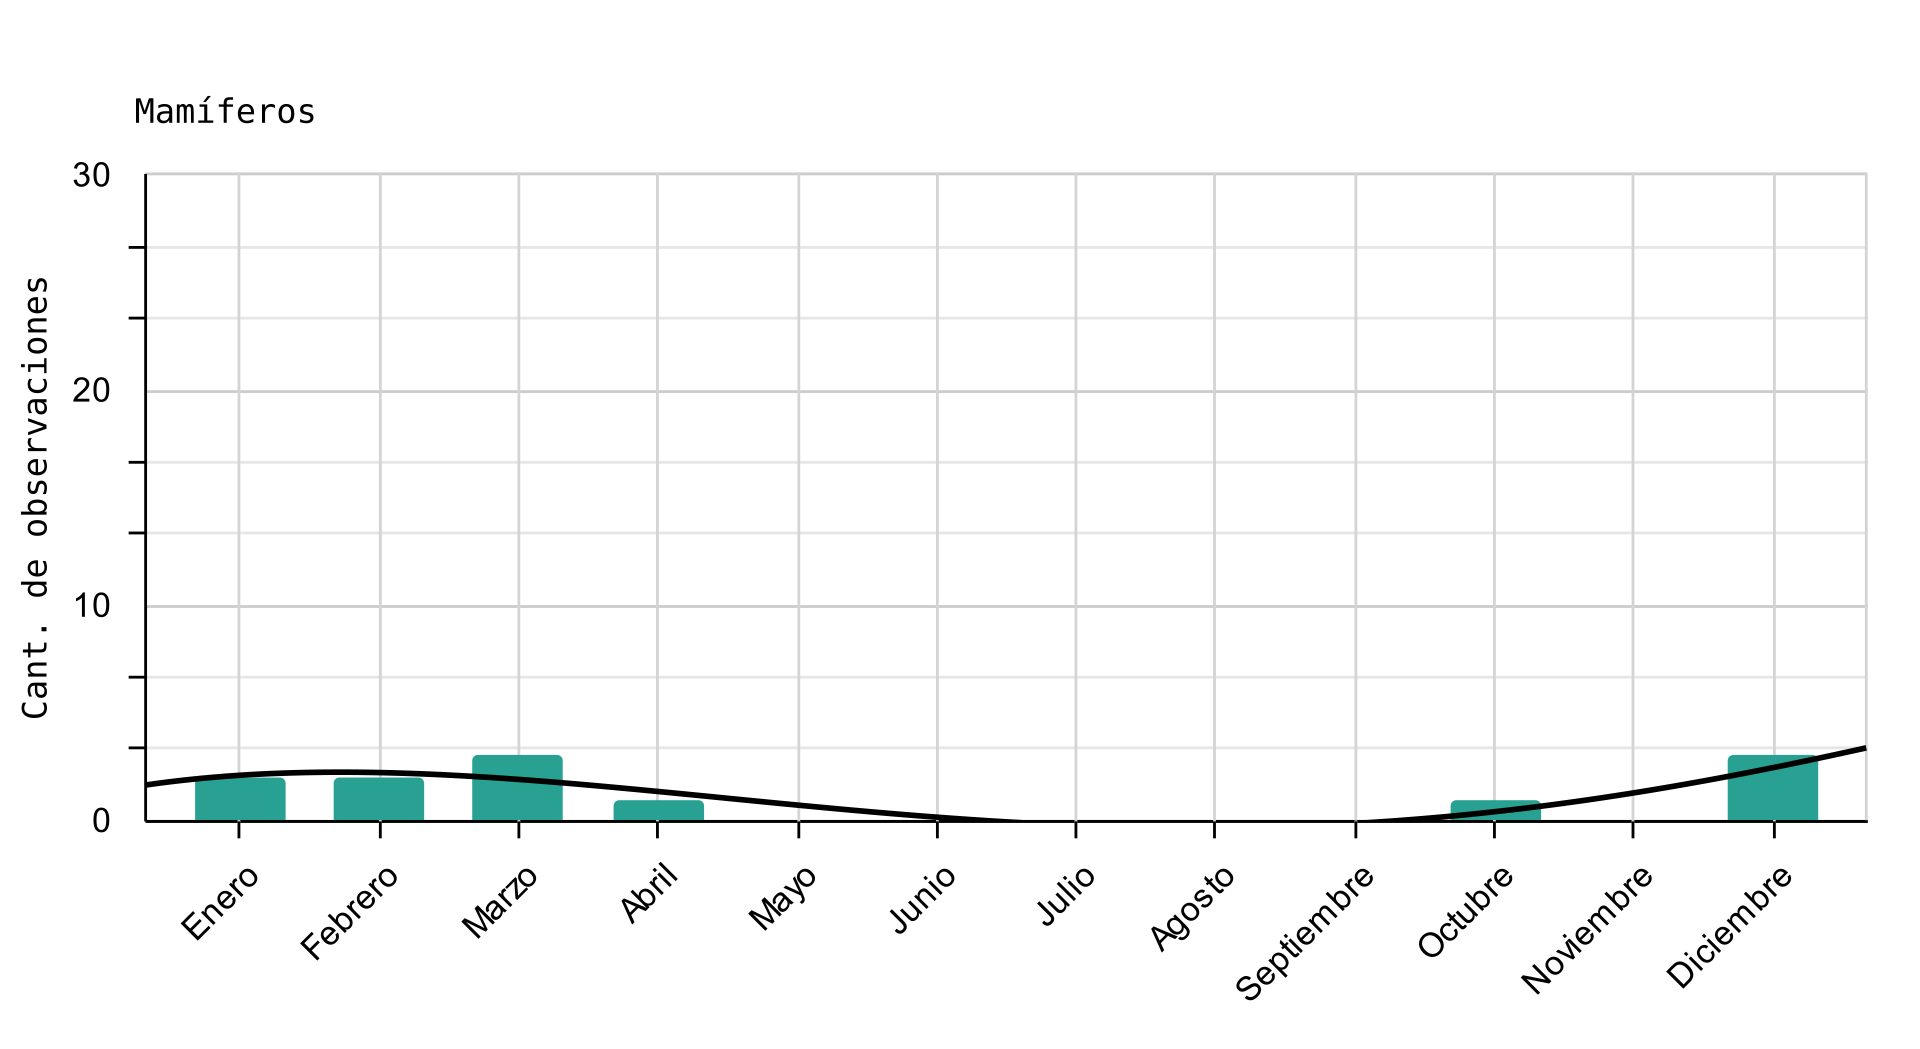 Mamíferos
Cant. de observaciones
30
20
10
0
Enero
Febrero
Marzo
Abril
Mayo
Junio
Julio
Agosto
Septiembre
Octubre
Noviembre
Diciembre